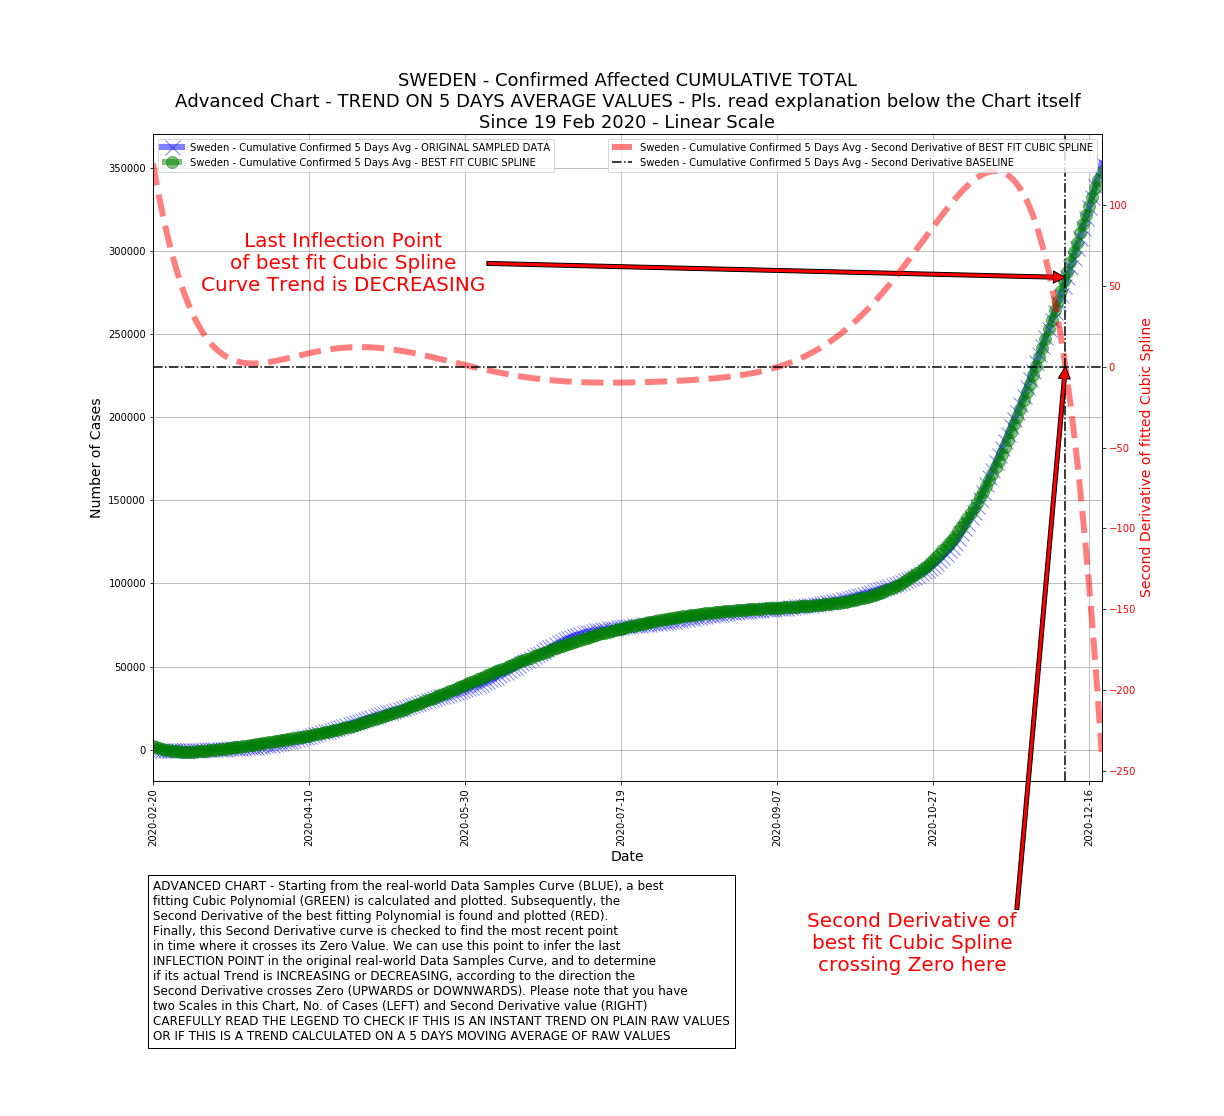 SWEDEN - Confirmed Affected CUMULATIVE TOTAL
Advanced Chart - TREND ON 5 DAYS AVERAGE VALUES - Pls. read explanation below the Chart itself
Since 19 Feb 2020 - Linear Scale
Sweden - Cumulative Confirmed 5 Days Avg - ORIGINAL SAMPLED DATA
Sweden - Cumulative Confirmed 5 Days Avg - BEST FIT CUBIC SPLINE
Sweden - Cumulative Confirmed 5 Days Avg - Second Derivative of BEST FIT CUBIC SPLINE
Sweden - Cumulative Confirmed 5 Days Avg - Second Derivative BASELINE
Last Inflection Point
of best fit Cubic Spline
Curve Trend is DECREASING
Number of Cases
350000
300000
250000
200000
150000
100000
50000
0
100
50
0
−50
−100
−150
−200
−250
Second Derivative of fitted Cubic Spline
2020-02-20
2020-04-10
2020-05-30
2020-07-19
2020-09-07
2020-10-27
2020-12-16
Date
ADVANCED CHART - Starting from the real-world Data Samples Curve (BLUE), a best
fitting Cubic Polynomial (GREEN) is calculated and plotted. Subsequently, the
Second Derivative of the best fitting Polynomial is found and plotted (RED).
Finally, this Second Derivative curve is checked to find the most recent point
in time where it crosses its Zero Value. We can use this point to infer the last
INFLECTION POINT in the original real-world Data Samples Curve, and to determine
if its actual Trend is INCREASING or DECREASING, according to the direction the
Second Derivative crosses Zero (UPWARDS or DOWNWARDS). Please note that you have
two Scales in this Chart, No. of Cases (LEFT) and Second Derivative value (RIGHT)
CAREFULLY READ THE LEGEND TO CHECK IF THIS IS AN INSTANT TREND ON PLAIN RAW VALUES
OR IF THIS IS A TREND CALCULATED ON A 5 DAYS MOVING AVERAGE OF RAW VALUES
Second Derivative of
best fit Cubic Spline
crossing Zero here